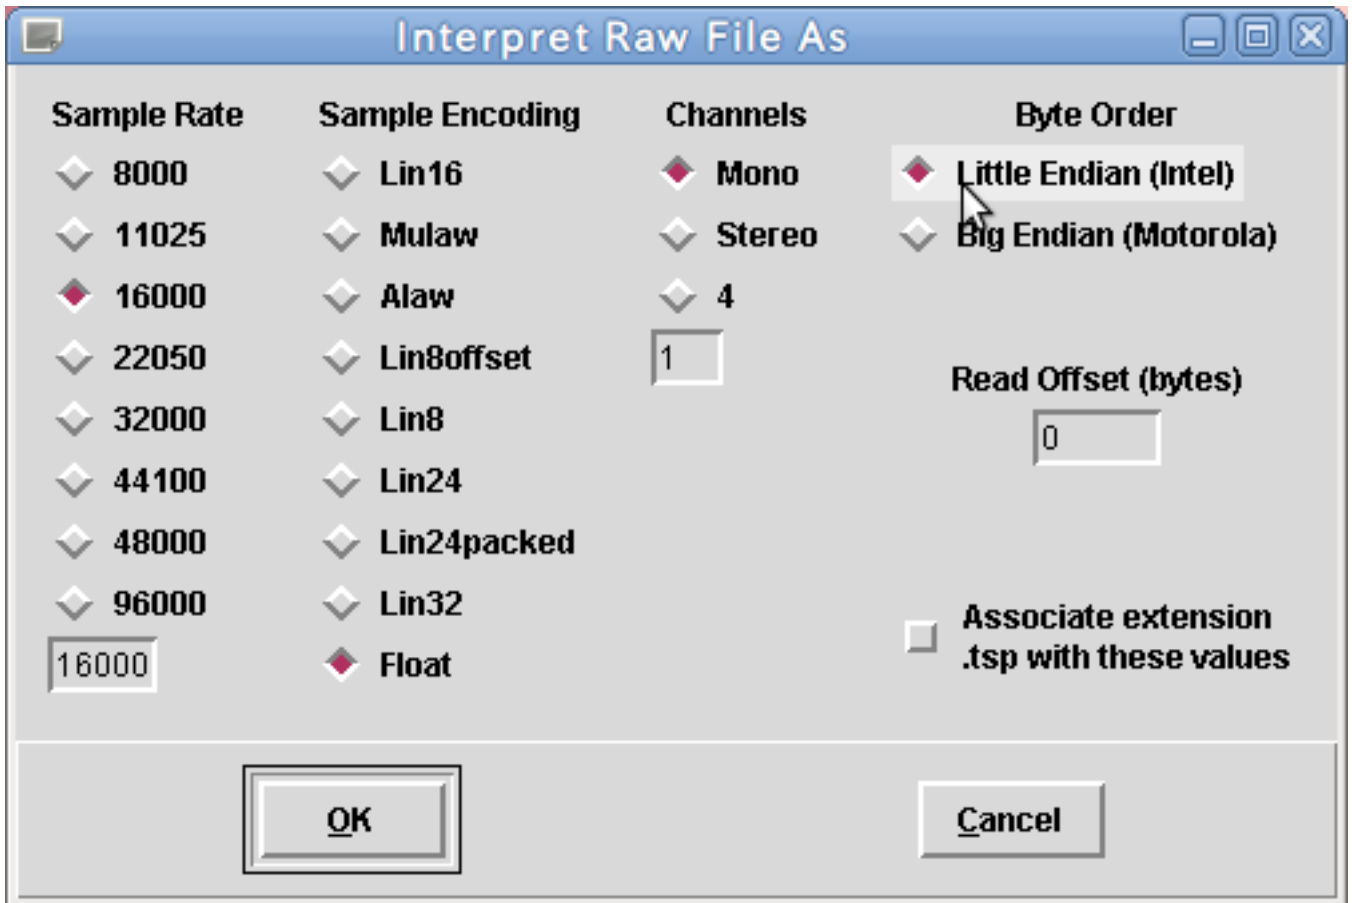 Interpret Raw File As
Sample Rate
8000
11025
16000
22050
32000
44100
48000
96000
16000
Sample Encoding
Lin16
Mulaw
Alaw
Lin8offset
Lin8
Lin24
Lin24packed
Lin32
Float
Channels
Mono
Stereo
4
1
Byte Order
Little Endian (Intel)
Big Endian (Motorola)
Read Offset (bytes)
0
Associate extension
.tsp with these values
OK
Cancel